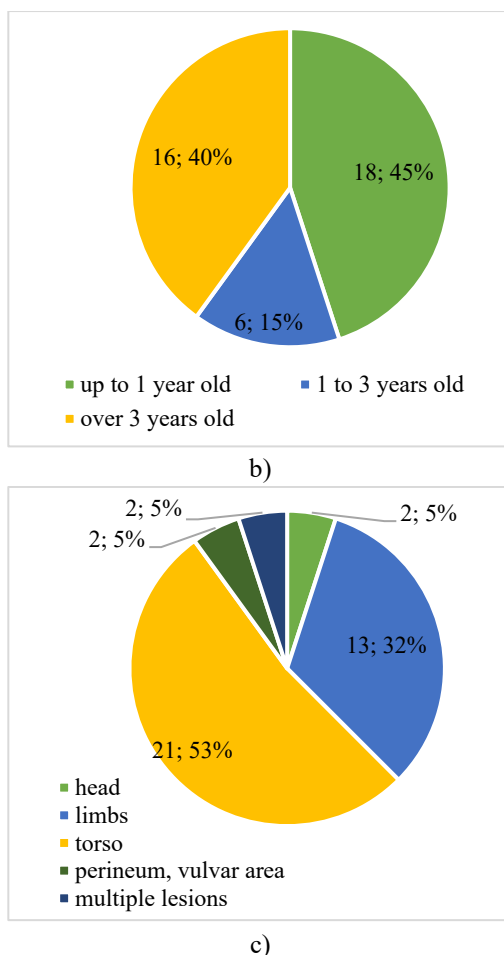 16; 40%
18; 45%
6; 15%
up to 1 year old
1 to 3 years old
over 3 years old
b)
2; 5%
2; 5%
2; 5%
13; 32%
21; 53%
head
limbs
torso
perineum, vulvar area
multiple lesions
c)